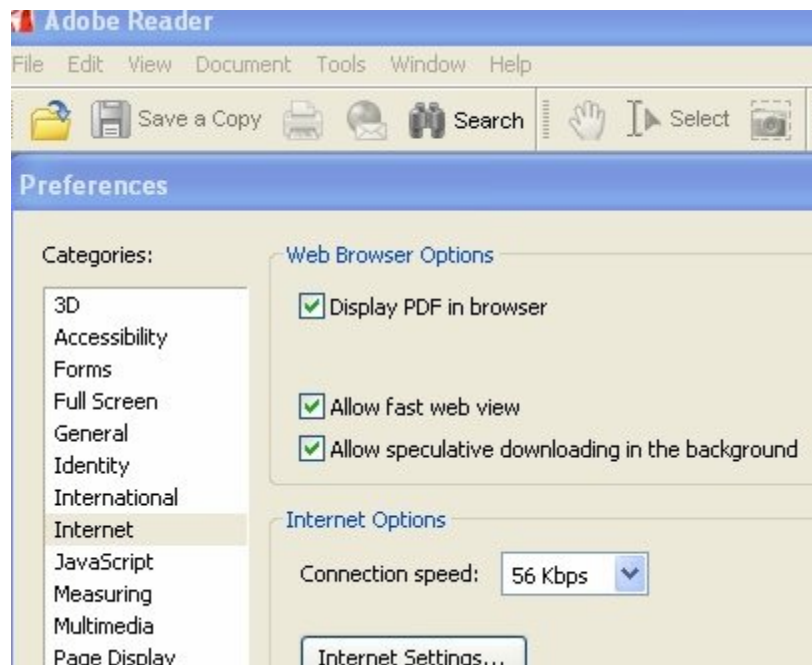 Adobe Reader
File Edit View Document Tools Window Help
Save a Copy Search Select
Preferences
Categories:
3D
Accessibility
Forms
Full Screen
General
Identity
International
Internet
JavaScript
Measuring
Multimedia
Page Display
Web Browser Options
Display PDF in browser
Allow fast web view
Allow speculative downloading in the background
Internet Options
Connection speed: 56 Kbps
Internet Settings...